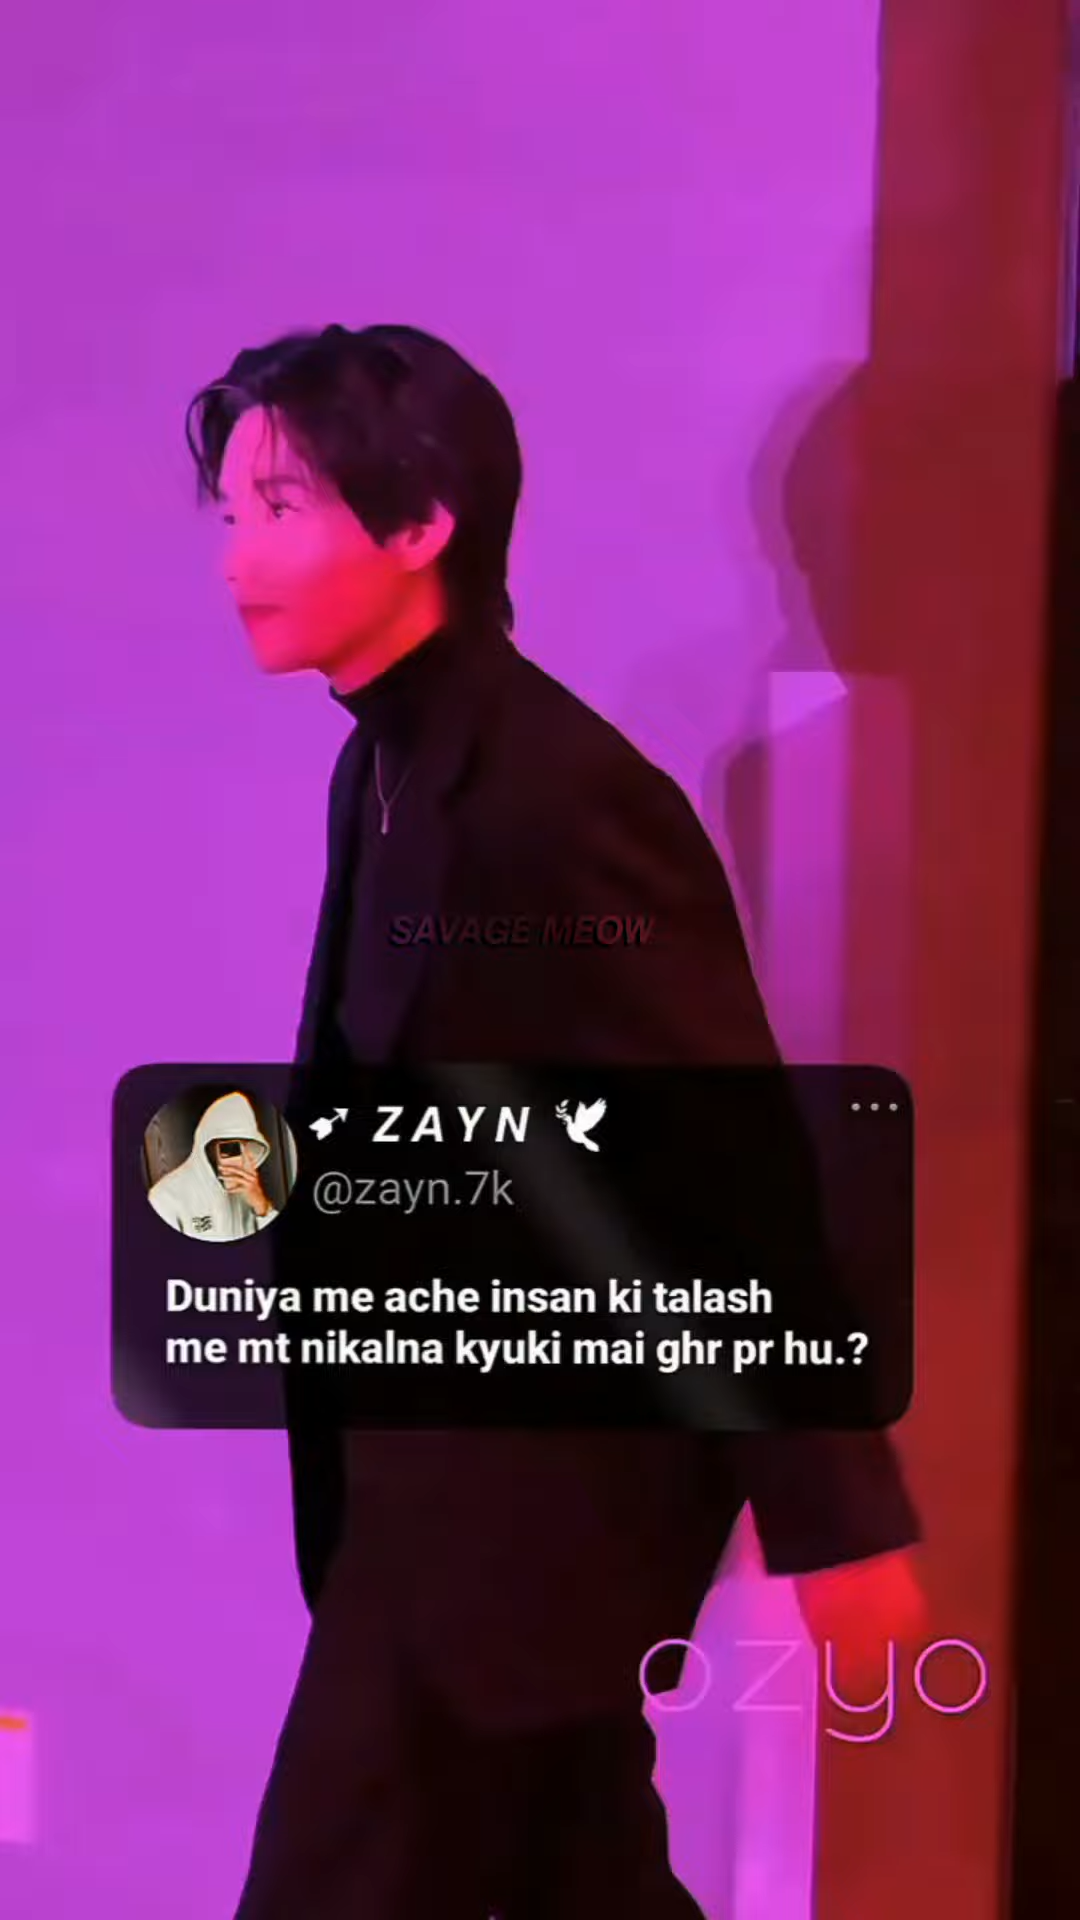 SAVAGE MEOW
➶ ZAYN 🕊
@zayn.7k
Duniya me ache insan ki talash
me mt nikalna kyuki mai ghr pr hu.?
ozyo